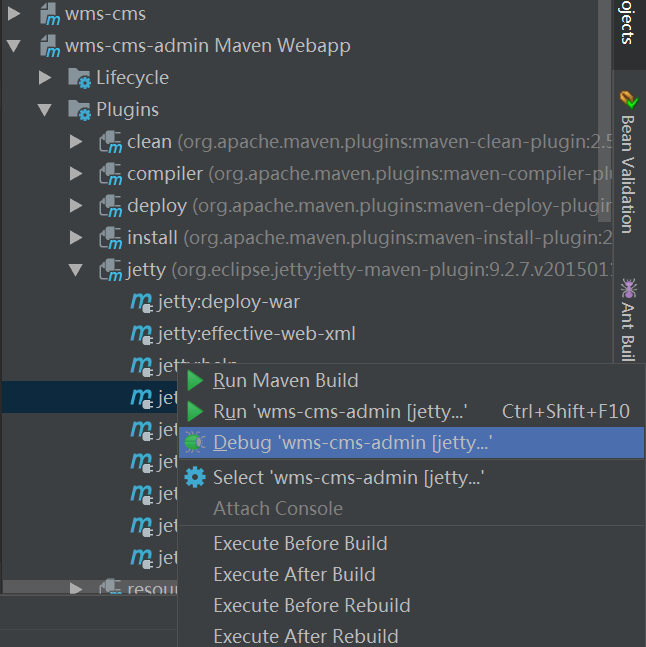 wms-cms
wms-cms-admin Maven Webapp
Lifecycle
Plugins
clean (org.apache.maven.plugins:maven-clean-plugin:2.5
compiler (org.apache.maven.plugins:maven-compiler-plu
deploy (org.apache.maven.plugins:maven-deploy-plugin
install (org.apache.maven.plugins:maven-install-plugin:2
jetty (org.eclipse.jetty:jetty-maven-plugin:9.2.7.v201501
jetty:deploy-war
jetty:effective-web-xml
jetty:help
jet
jet
jet
jet
jet
jet
resou
Run Maven Build
Run 'wms-cms-admin [jetty...' Ctrl+Shift+F10
Debug 'wms-cms-admin [jetty...'
Select 'wms-cms-admin [jetty...'
Attach Console
Execute Before Build
Execute After Build
Execute Before Rebuild
Execute After Rebuild
ojects
Bean Validation
Ant Buil